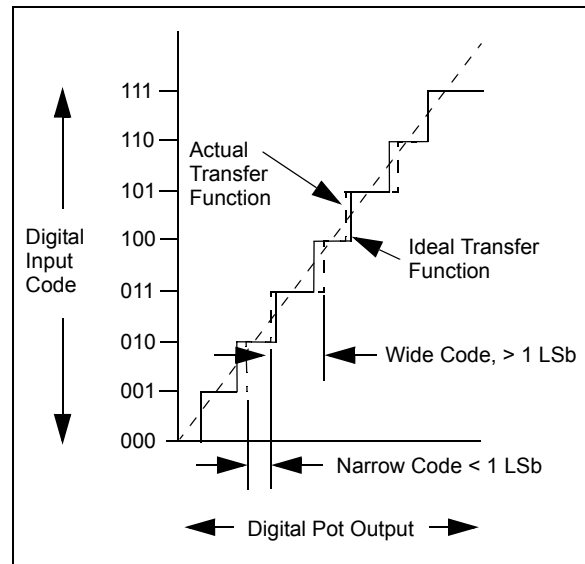 111
110
101
100
011
010
001
000
Digital
Input
Code
Actual
Transfer
Function
Ideal Transfer
Function
Wide Code, > 1 LSb
Narrow Code < 1 LSb
Digital Pot Output